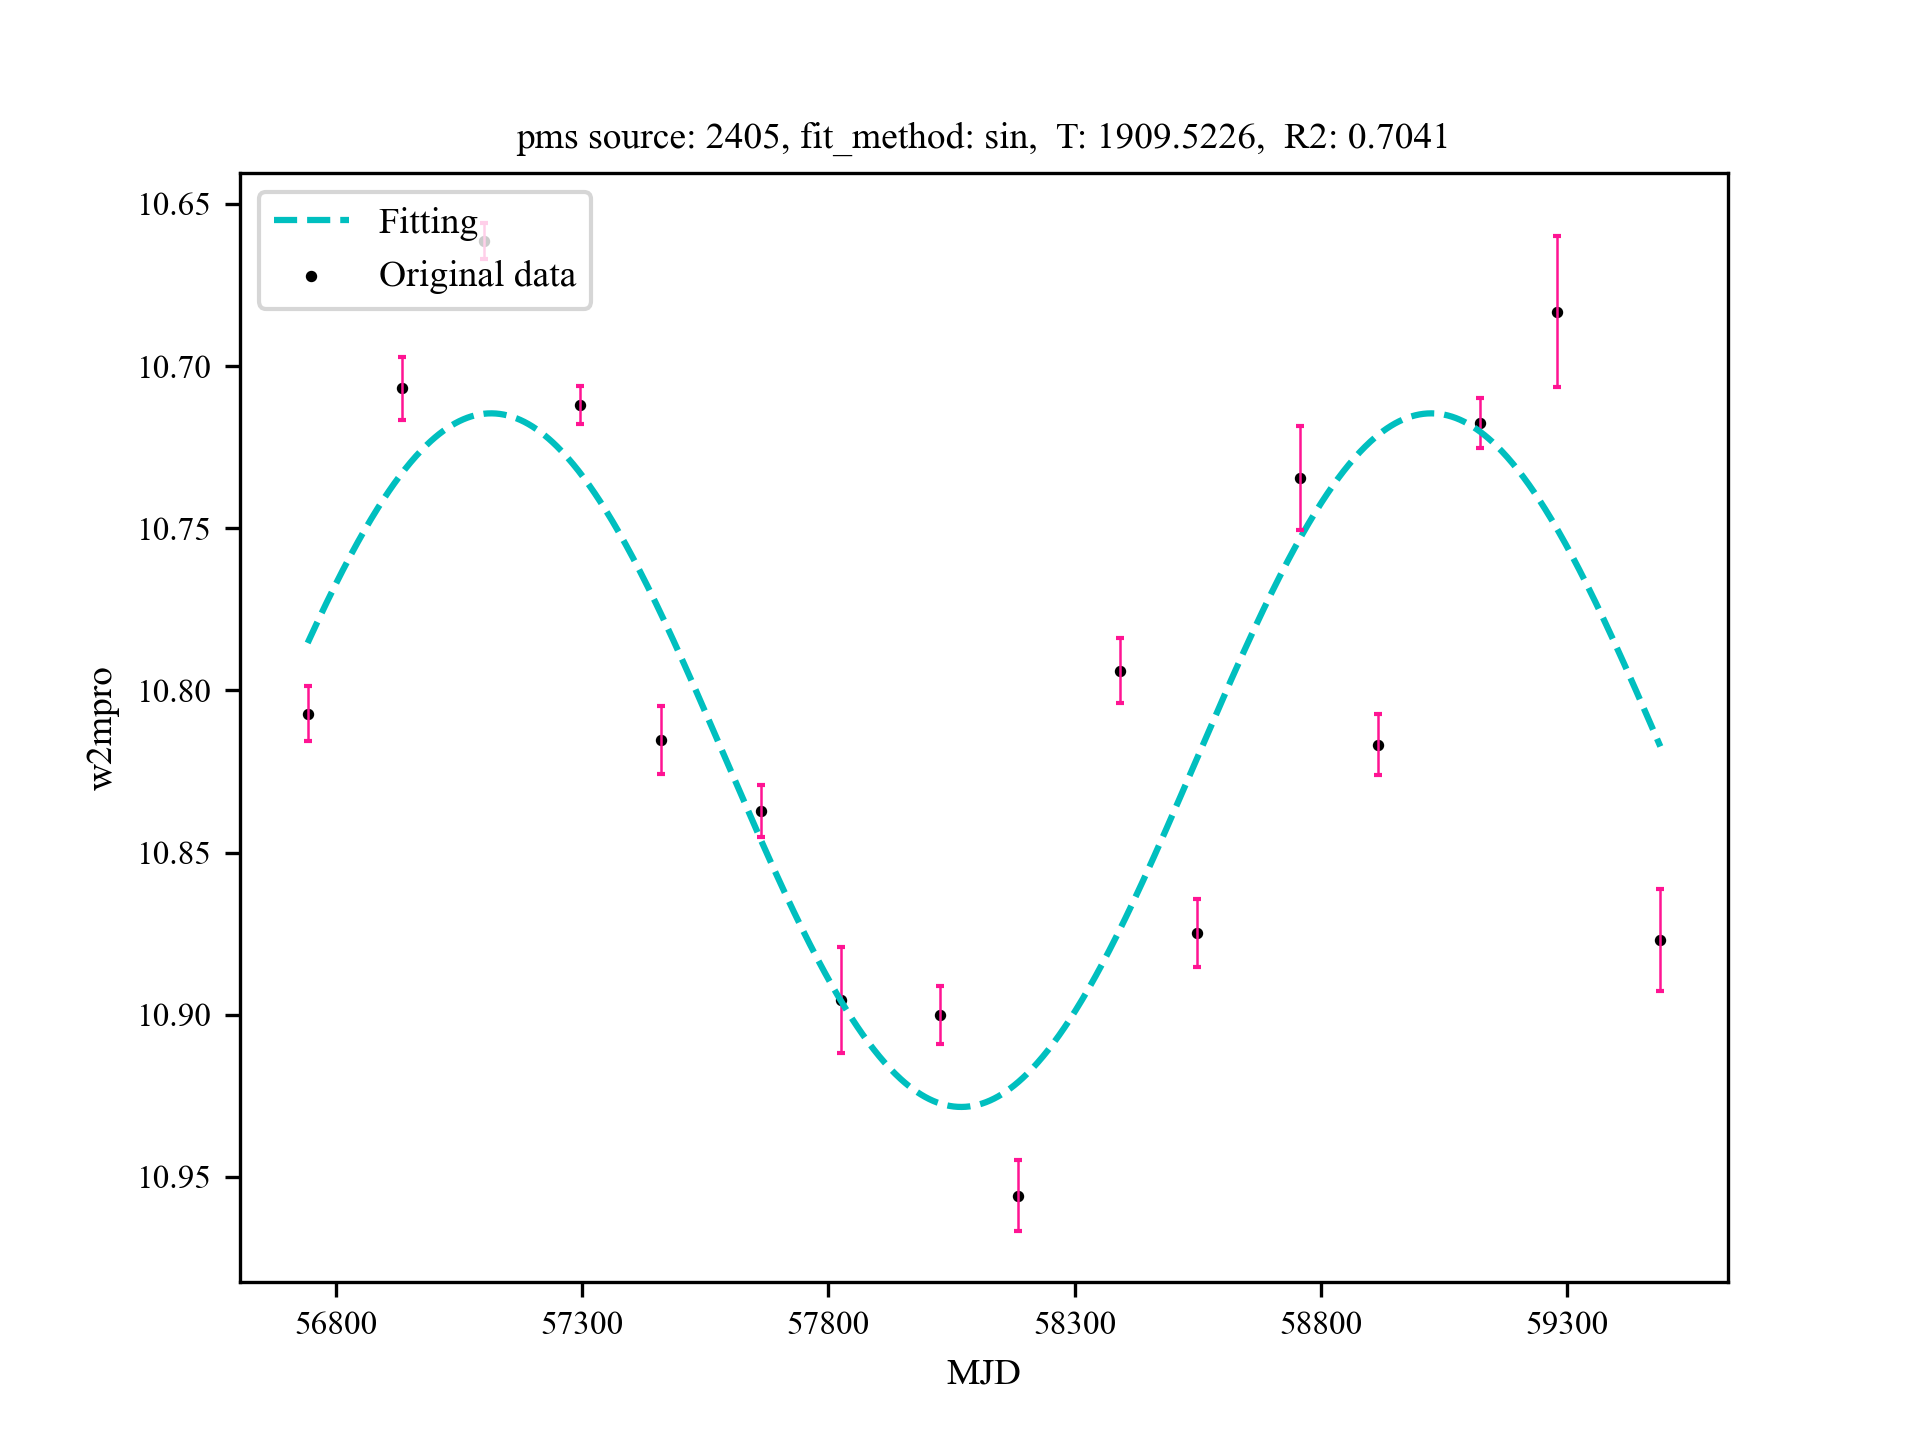 pms source: 2405, fit_method: sin,  T: 1909.5226,  R2: 0.7041
Fitting
Original data
10.65
10.70
10.75
10.80
10.85
10.90
10.95
w2mpro
56800 57300 57800 58300 58800 59300
MJD